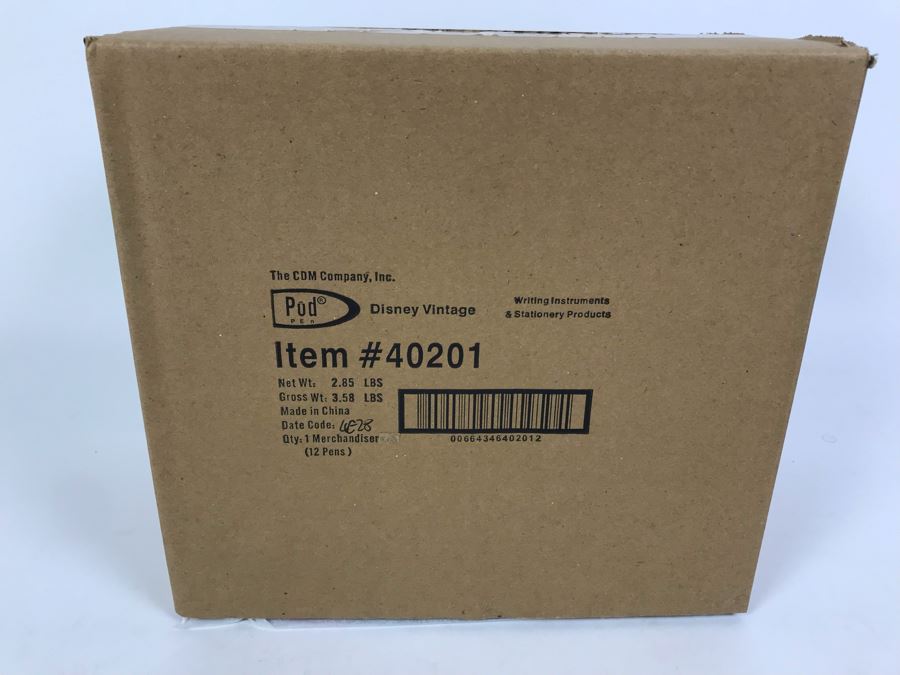 The CDM Company, Inc.
Pod®
PEn
Disney Vintage
Writing Instruments
& Stationery Products
Item #40201
Net Wt: 2.85 LBS
Gross Wt: 3.58 LBS
Made in China
Date Code: 4E28
Qty: 1 Merchandiser
(12 Pens)
00664346402012